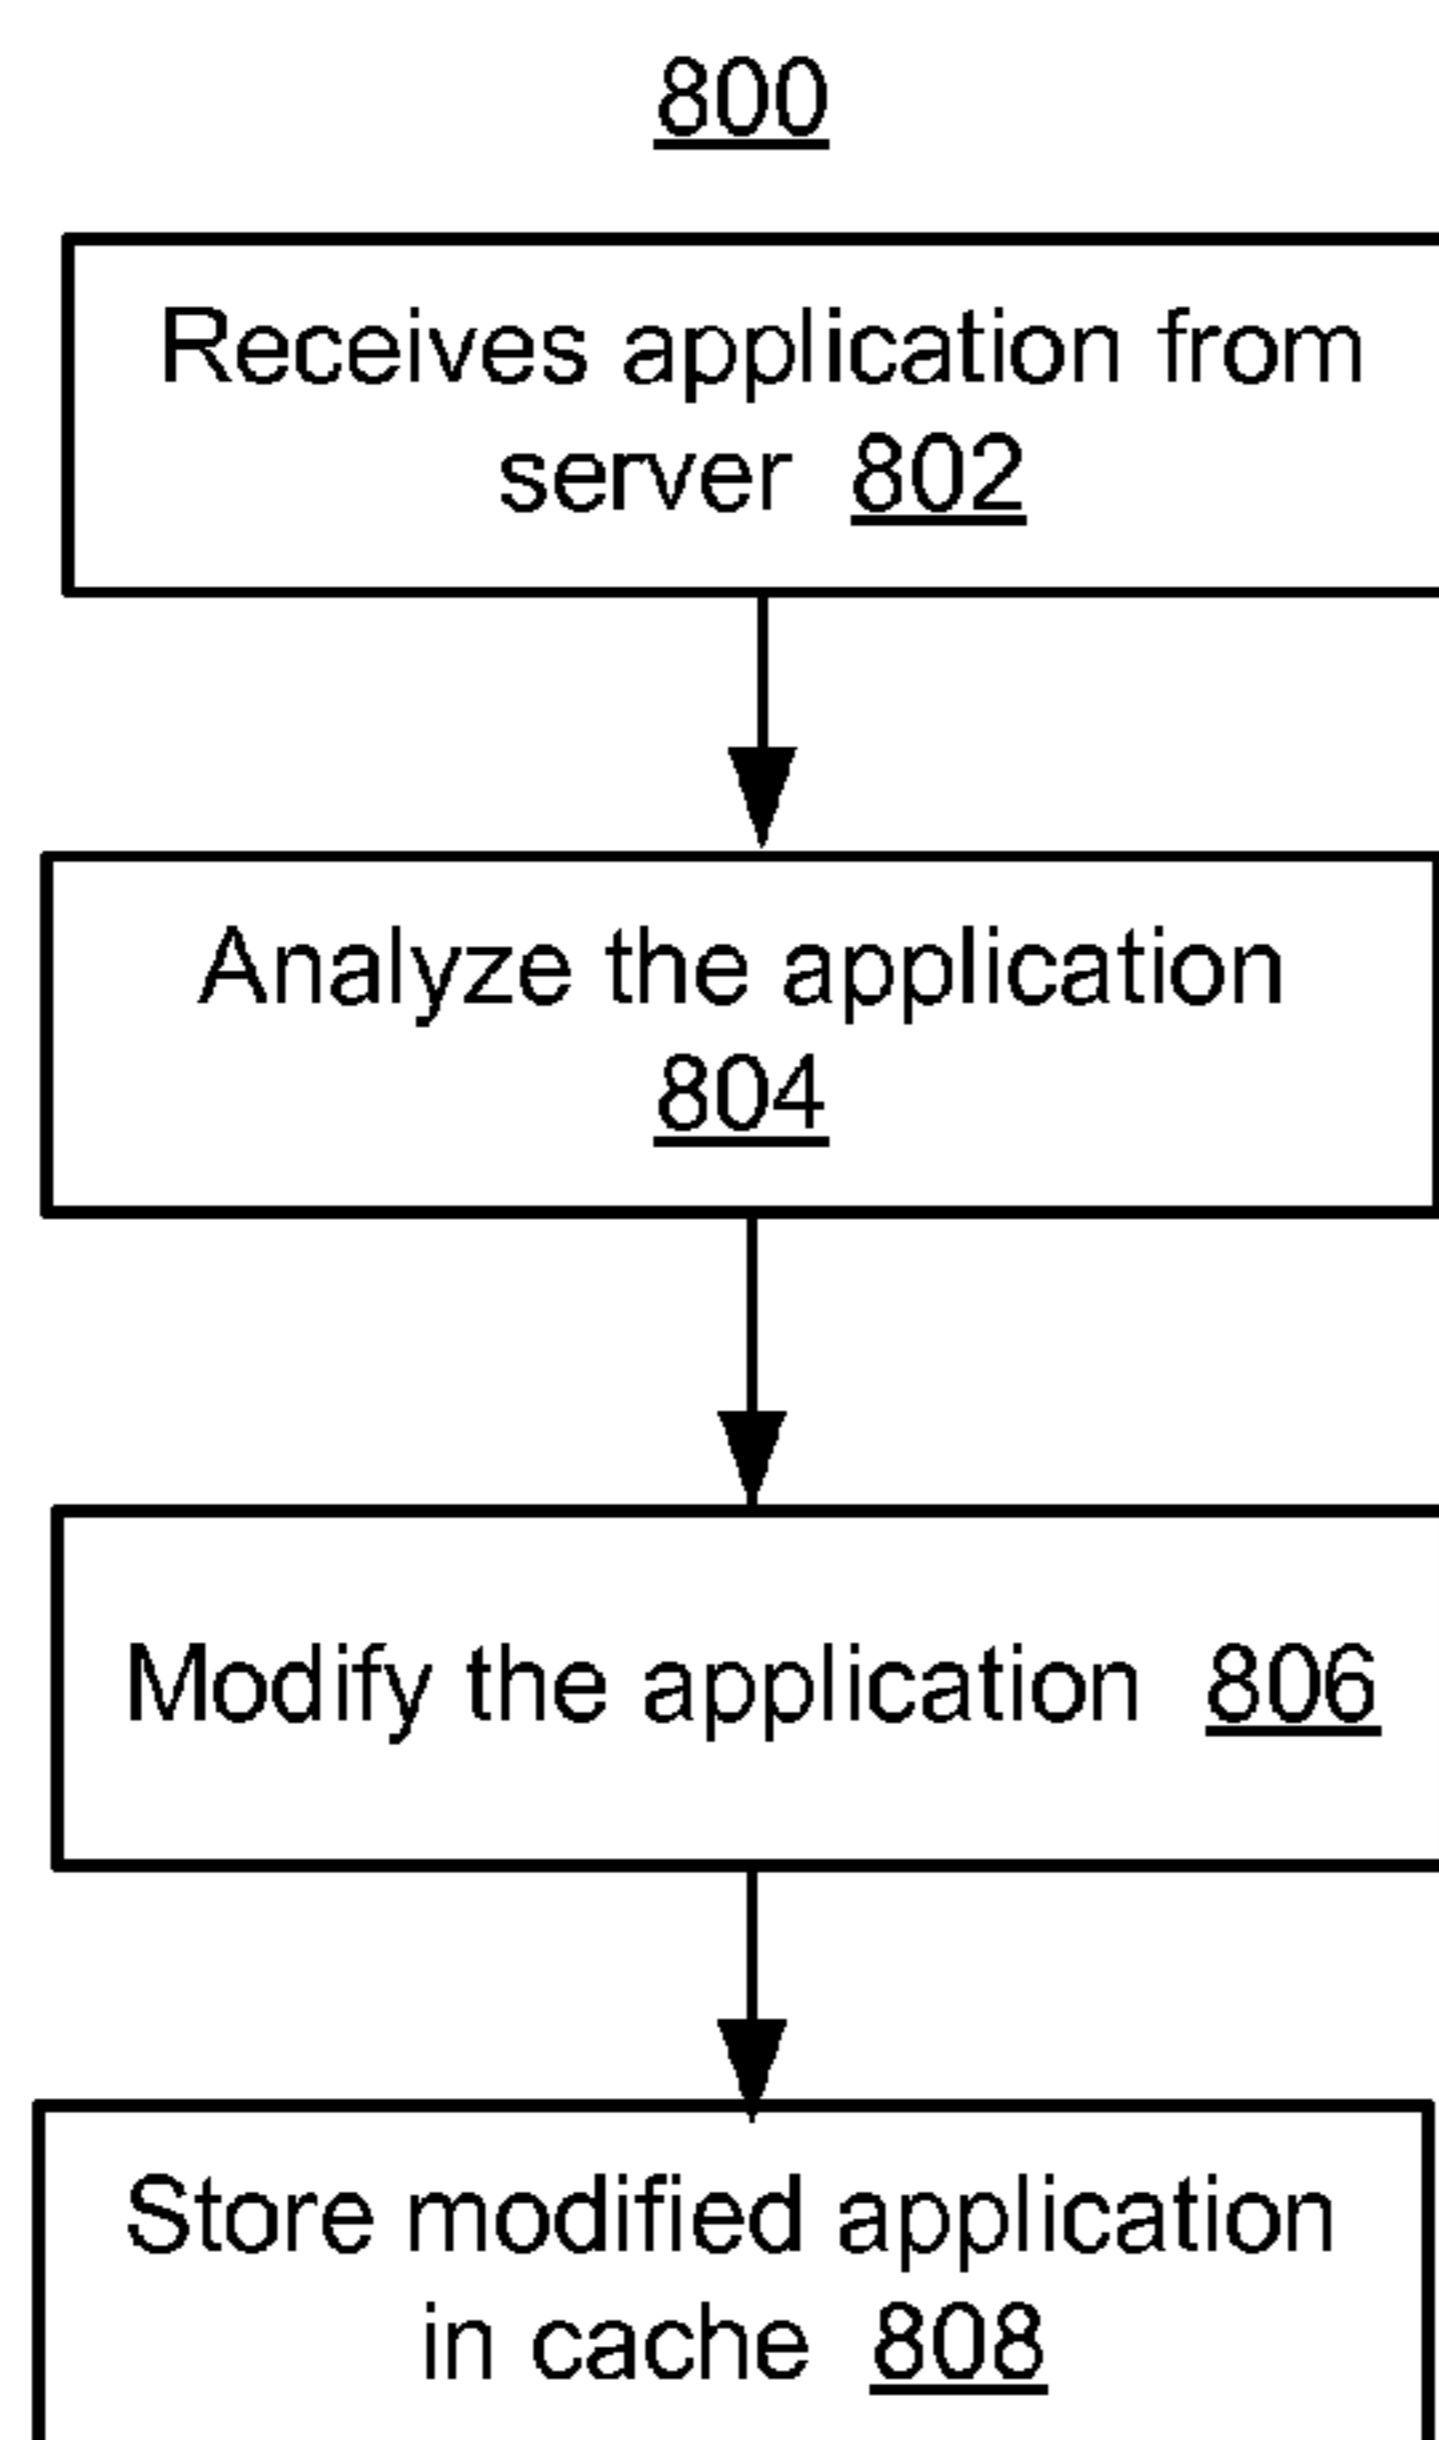 800
Receives application from
server 802
Analyze the application
804
Modify the application 806
Store modified application
in cache 808